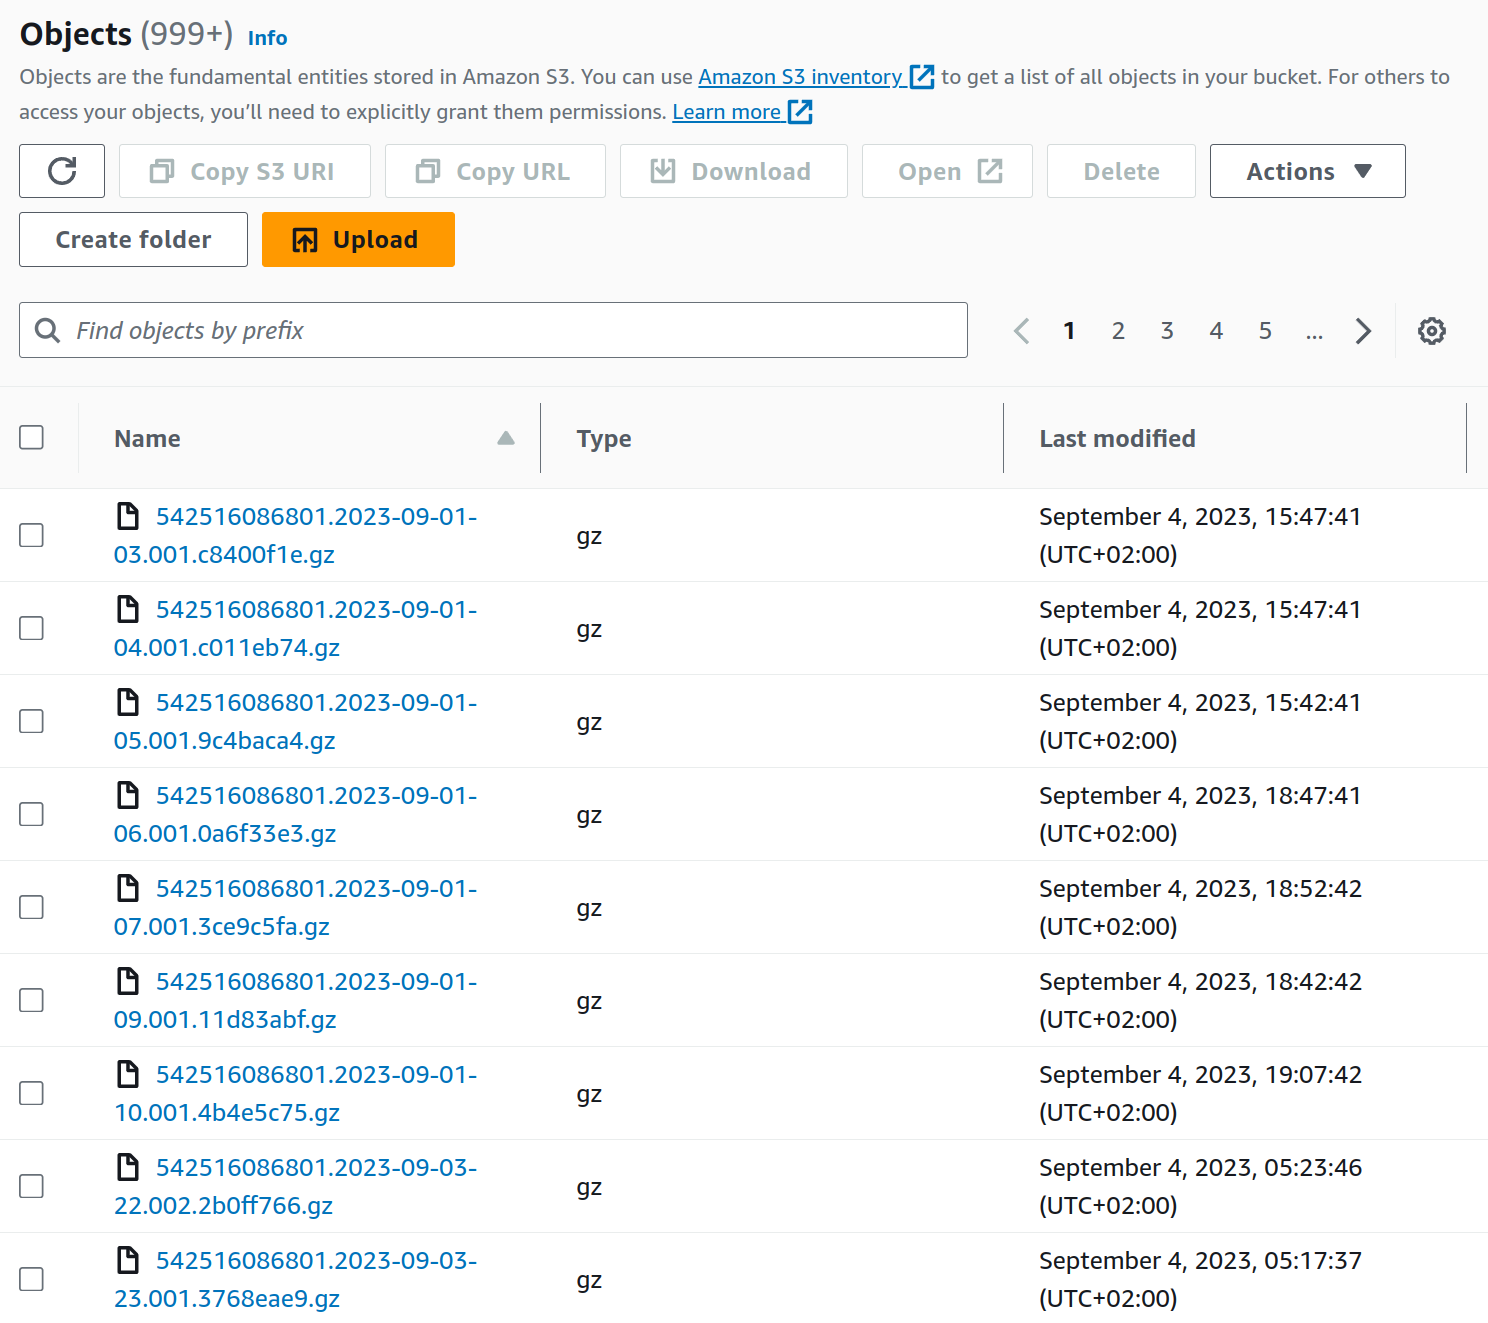 Objects (999+) Info
Objects are the fundamental entities stored in Amazon S3. You can use Amazon S3 inventory to get a list of all objects in your bucket. For others to
access your objects, you’ll need to explicitly grant them permissions. Learn more
Copy S3 URI Copy URL Download Open Delete Actions
Create folder Upload
Find objects by prefix 1 2 3 4 5 ...
Name Type Last modified
542516086801.2023-09-01-
03.001.c8400f1e.gz
gz
September 4, 2023, 15:47:41
(UTC+02:00)
542516086801.2023-09-01-
04.001.c011eb74.gz
gz
September 4, 2023, 15:47:41
(UTC+02:00)
542516086801.2023-09-01-
05.001.9c4baca4.gz
gz
September 4, 2023, 15:42:41
(UTC+02:00)
542516086801.2023-09-01-
06.001.0a6f33e3.gz
gz
September 4, 2023, 18:47:41
(UTC+02:00)
542516086801.2023-09-01-
07.001.3ce9c5fa.gz
gz
September 4, 2023, 18:52:42
(UTC+02:00)
542516086801.2023-09-01-
09.001.11d83abf.gz
gz
September 4, 2023, 18:42:42
(UTC+02:00)
542516086801.2023-09-01-
10.001.4b4e5c75.gz
gz
September 4, 2023, 19:07:42
(UTC+02:00)
542516086801.2023-09-03-
22.002.2b0ff766.gz
gz
September 4, 2023, 05:23:46
(UTC+02:00)
542516086801.2023-09-03-
23.001.3768eae9.gz
gz
September 4, 2023, 05:17:37
(UTC+02:00)